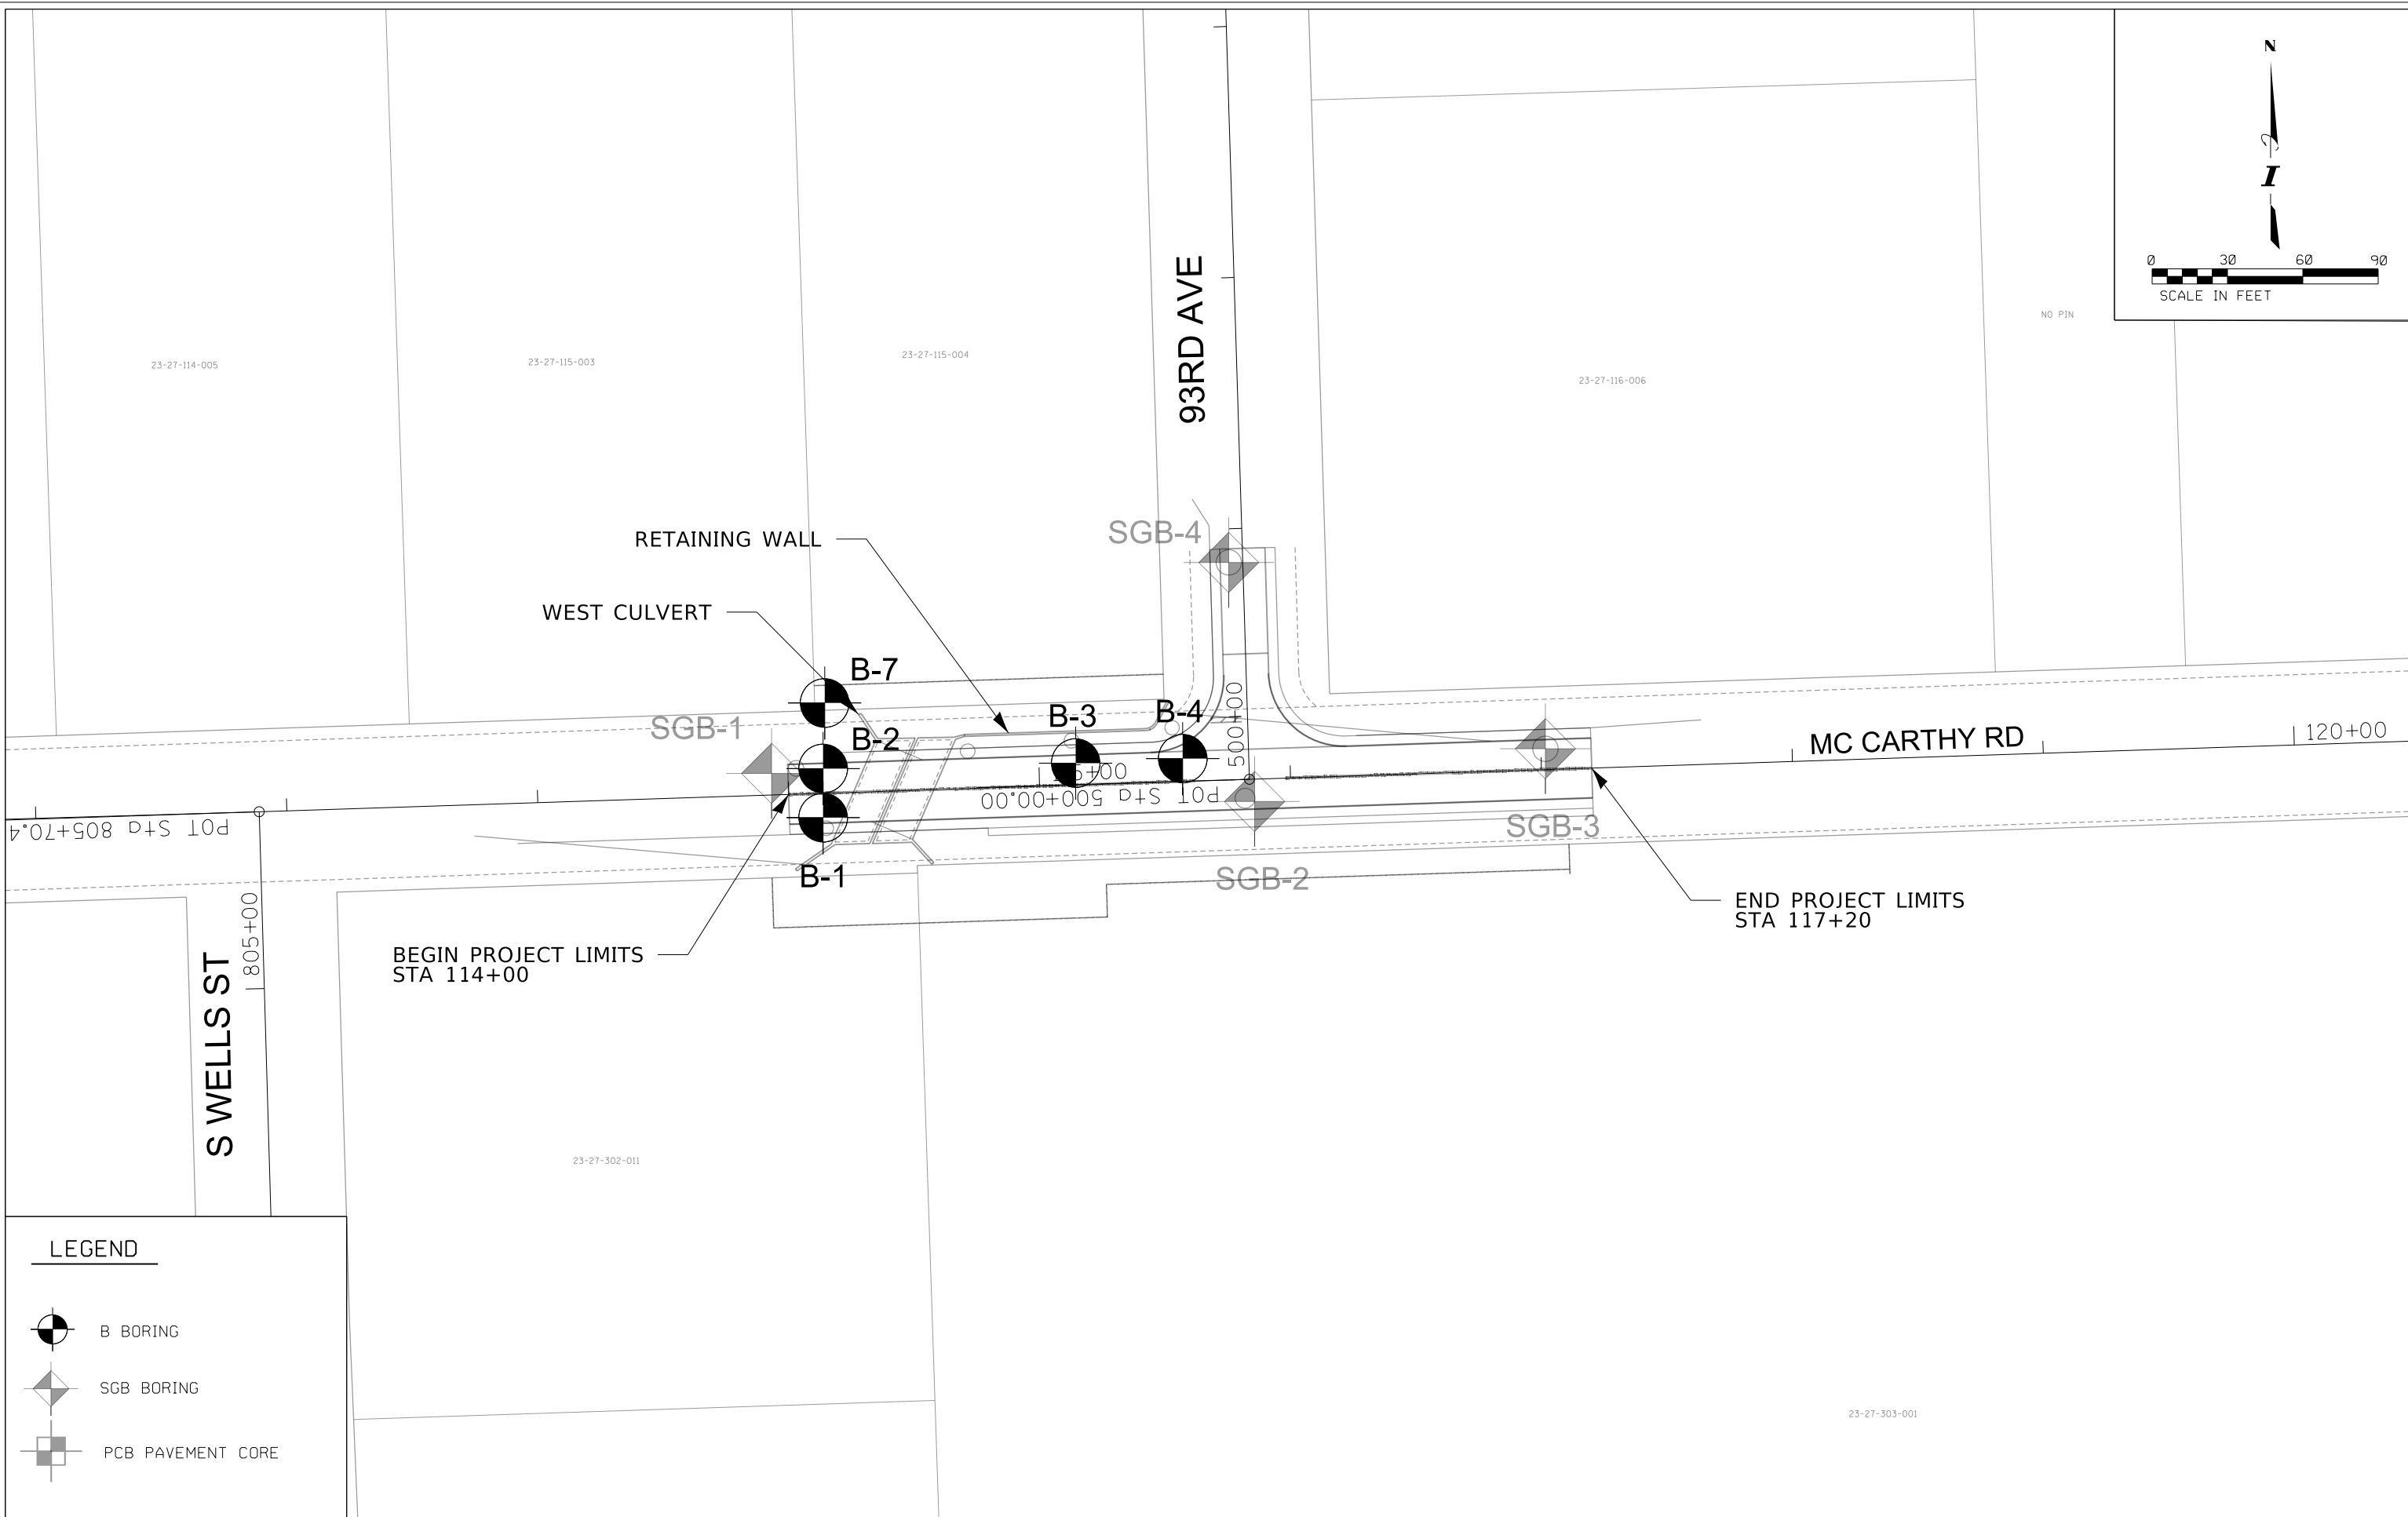 N
I
0 30 60 90
SCALE IN FEET
93RD AVE
NO PIN
23-27-114-005
23-27-115-003
23-27-115-004
23-27-116-006
SGB-4
RETAINING WALL
WEST CULVERT
B-7
SGB-1
B-2
B-3
B-4
500+00
MC CARTHY RD
120+00
POT Sta 500+00.00
POT Sta 805+70.4
SGB-3
SGB-2
B-1
END PROJECT LIMITS
STA 117+20
BEGIN PROJECT LIMITS
STA 114+00
805+00
S WELLS ST
23-27-302-011
23-27-303-001
LEGEND
B BORING
SGB BORING
PCB PAVEMENT CORE